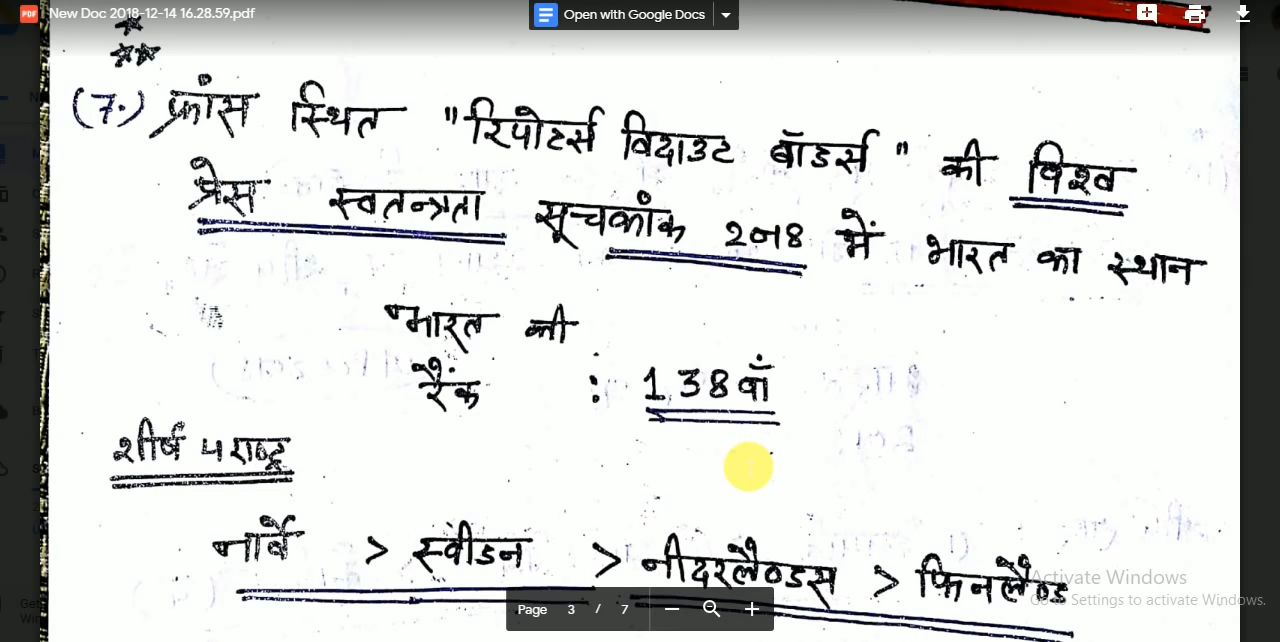 New Doc 2018-12-14 16.28.59.pdf
Open with Google Docs
(7.) फ्रांस स्थित "रिपोर्टर्स विदाउट बॉर्डर्स" की विश्व
प्रेस स्वतन्त्रता सूचकांक 2018 में भारत का स्थान
भारत की
रैंक : 138वाँ
शीर्ष 4 राष्ट्र
नार्वे > स्वीडन > नीदरलैण्डस > फिनलैण्ड
Activate Windows
Go to Settings to activate Windows.
Page 3 / 7